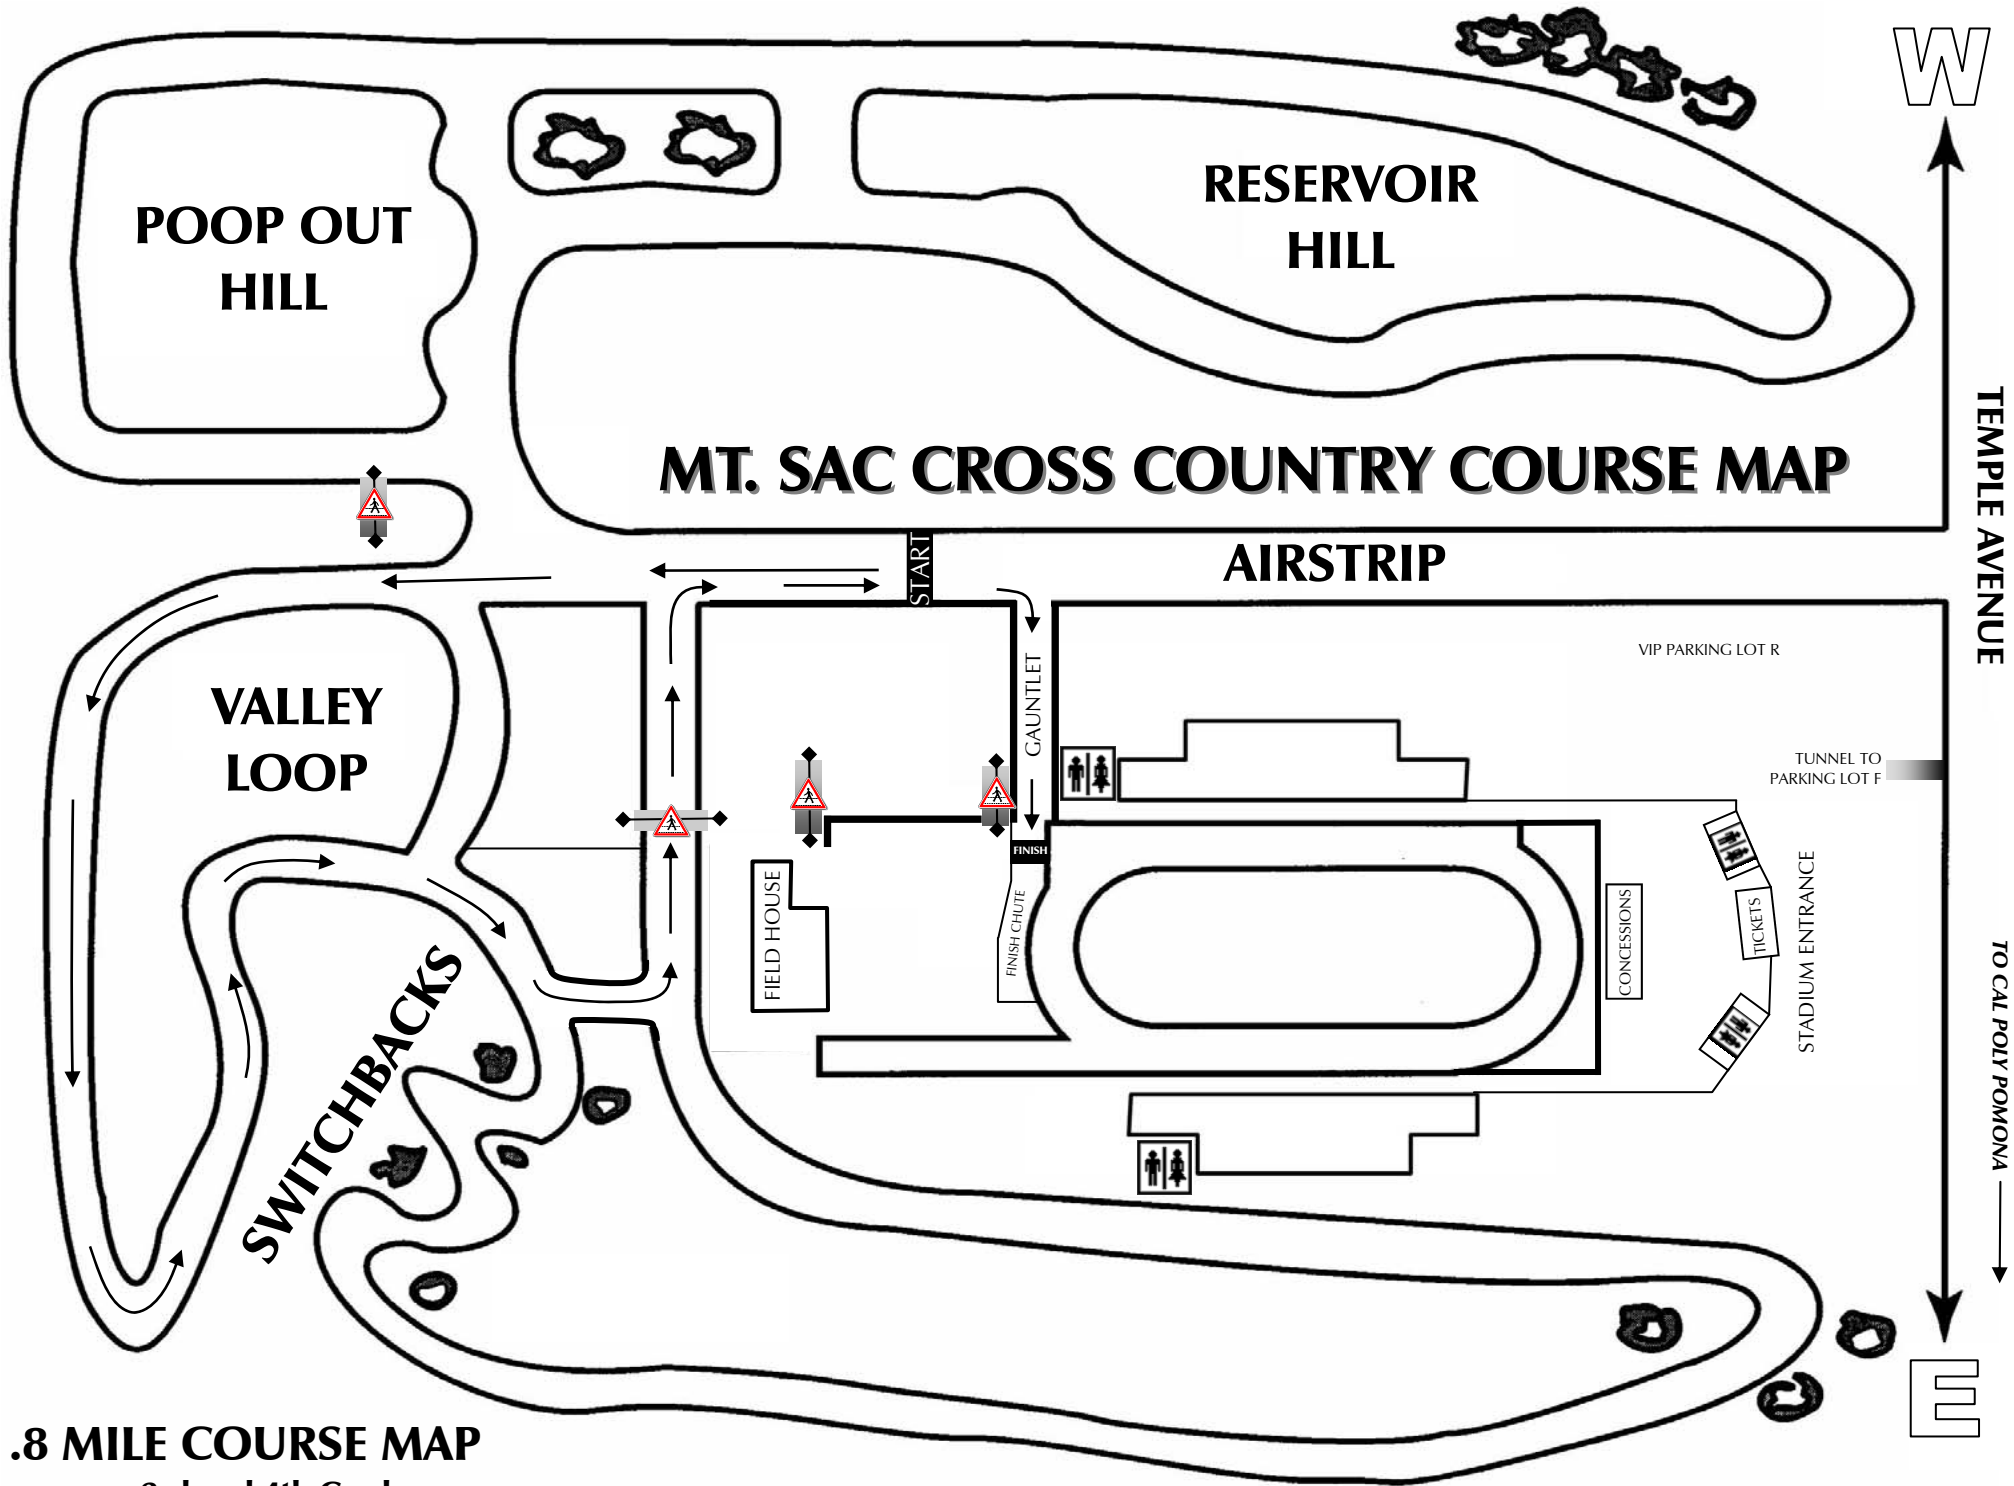 W
POOP OUT
HILL
RESERVOIR
HILL
MT. SAC CROSS COUNTRY COURSE MAP
TEMPLE AVENUE
START
AIRSTRIP
VIP PARKING LOT R
GAUNTLET
VALLEY
LOOP
TUNNEL TO
PARKING LOT F
FINISH
FIELD HOUSE
FINISH CHUTE
CONCESSIONS
TICKETS
STADIUM ENTRANCE
TO CAL POLY POMONA
SWITCHBACKS
E
.8 MILE COURSE MAP